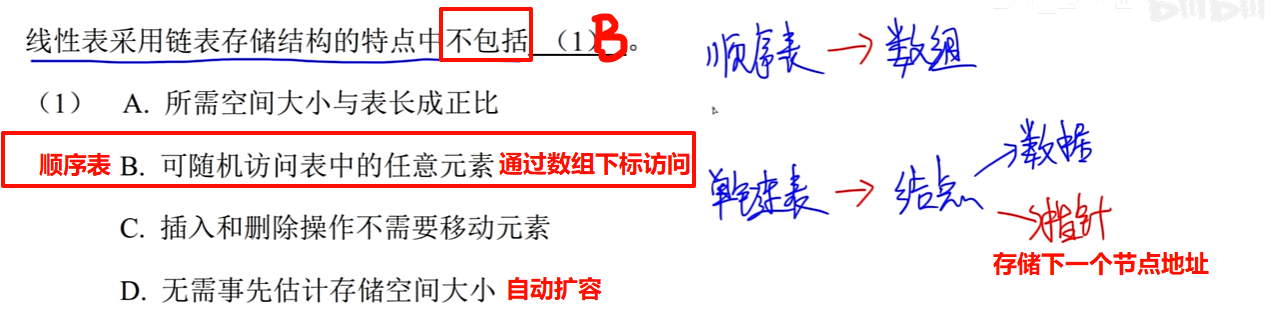 bilibili
线性表采用链表存储结构的特点中不包括 (1) B。
(1) A. 所需空间大小与表长成正比
顺序表 B. 可随机访问表中的任意元素 通过数组下标访问
C. 插入和删除操作不需要移动元素
D. 无需事先估计存储空间大小 自动扩容
顺序表 → 数组
单链表 → 结点 → 数据
→ 指针
存储下一个节点地址